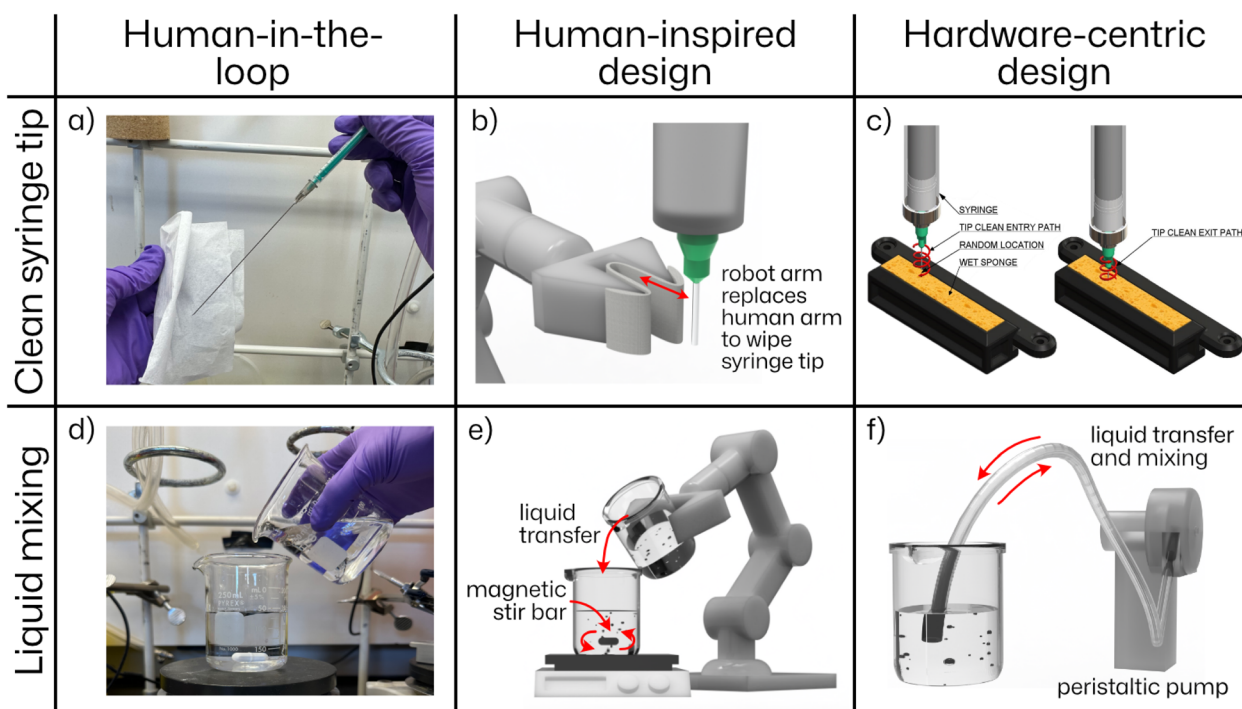 Human-in-the-
loop
Human-inspired
design
Hardware-centric
design
Clean syringe tip
a)
b)
robot arm
replaces
human arm
to wipe
syringe tip
c)
SYRINGE
TIP CLEAN ENTRY PATH
RANDOM LOCATION
WET SPONGE
TIP CLEAN EXIT PATH
Liquid mixing
d)
PYREX
150
e)
liquid
transfer
magnetic
stir bar
f)
liquid transfer
and mixing
peristaltic pump